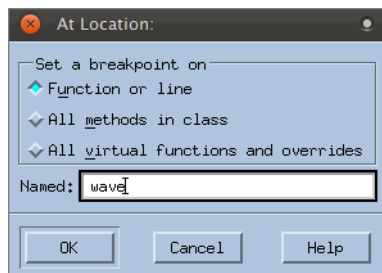 At Location:
Set a breakpoint on
Function or line
All methods in class
All virtual functions and overrides
Named: wave
OK Cancel Help